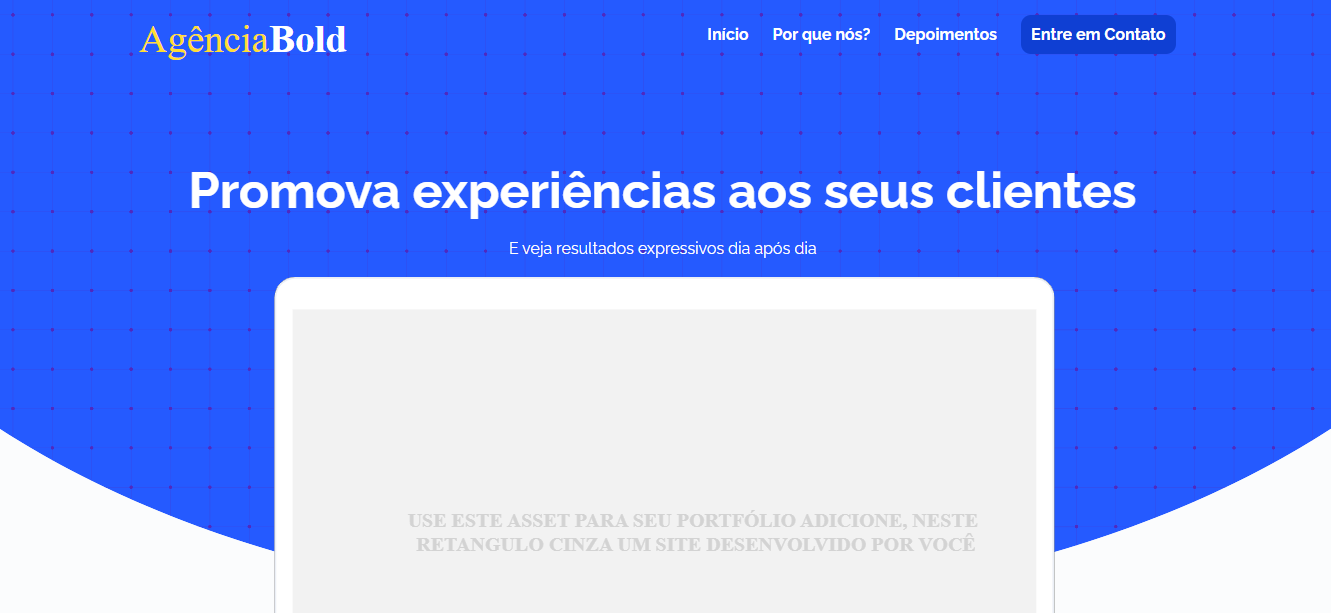 AgênciaBold
Início Por que nós? Depoimentos Entre em Contato
Promova experiências aos seus clientes
E veja resultados expressivos dia após dia
USE ESTE ASSET PARA SEU PORTFÓLIO ADICIONE, NESTE
RETANGULO CINZA UM SITE DESENVOLVIDO POR VOCÊ